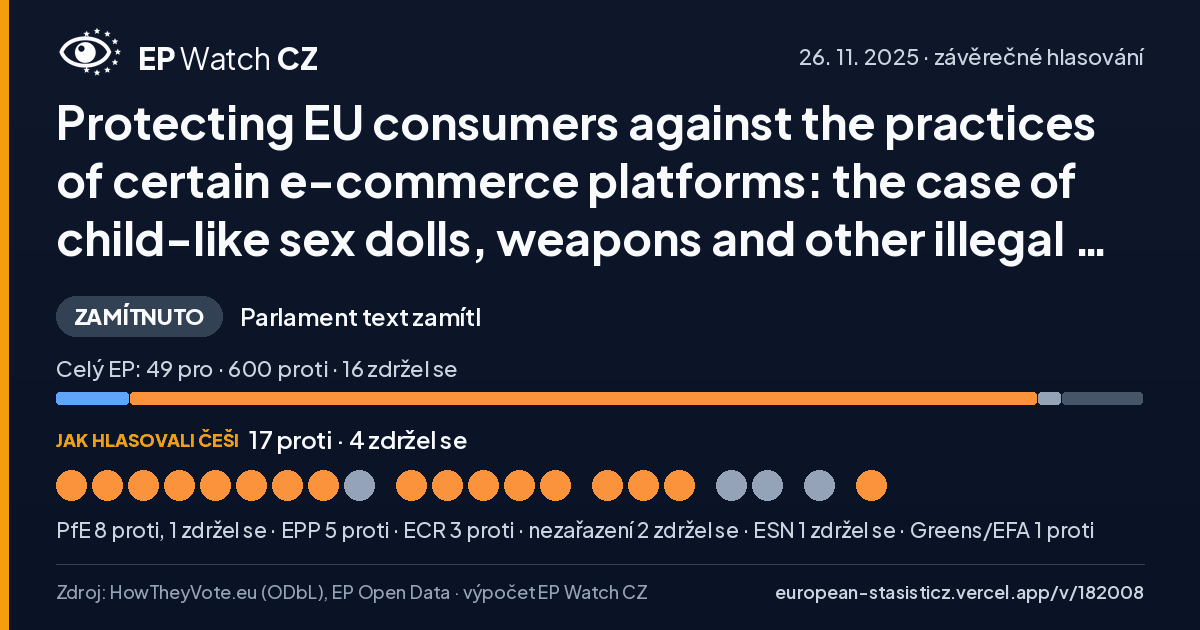 EP Watch CZ
26. 11. 2025 · závěrečné hlasování
Protecting EU consumers against the practices
of certain e-commerce platforms: the case of
child-like sex dolls, weapons and other illegal …
ZAMÍTNUTO Parlament text zamítl
Celý EP: 49 pro · 600 proti · 16 zdržel se
JAK HLASOVALI ČEŠI 17 proti · 4 zdržel se
PfE 8 proti, 1 zdržel se · EPP 5 proti · ECR 3 proti · nezařazení 2 zdržel se · ESN 1 zdržel se · Greens/EFA 1 proti
Zdroj: HowTheyVote.eu (ODbL), EP Open Data · výpočet EP Watch CZ
european-stasisticz.vercel.app/v/182008